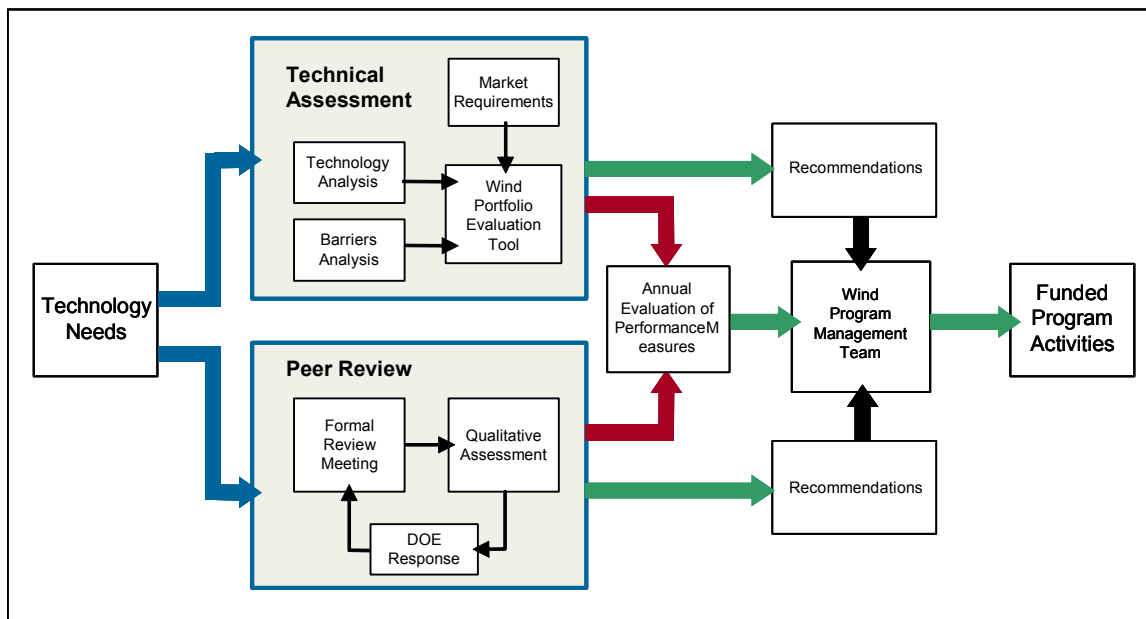 Technical
Assessment
Market
Requirements
Technology
Analysis
Wind
Portfolio
Evaluation
Tool
Barriers
Analysis
Technology
Needs
Peer Review
Formal
Review
Meeting
Qualitative
Assessment
DOE
Response
Annual
Evaluation of
PerformanceM
easures
Recommendations
Wind
Program
Management
Team
Recommendations
Funded
Program
Activities